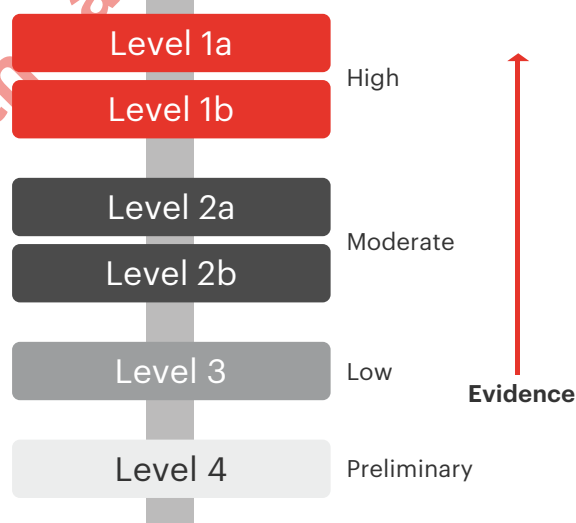 Level 1a
High
Level 1b
Level 2a
Moderate
Level 2b
Level 3
Low
Evidence
Level 4
Preliminary